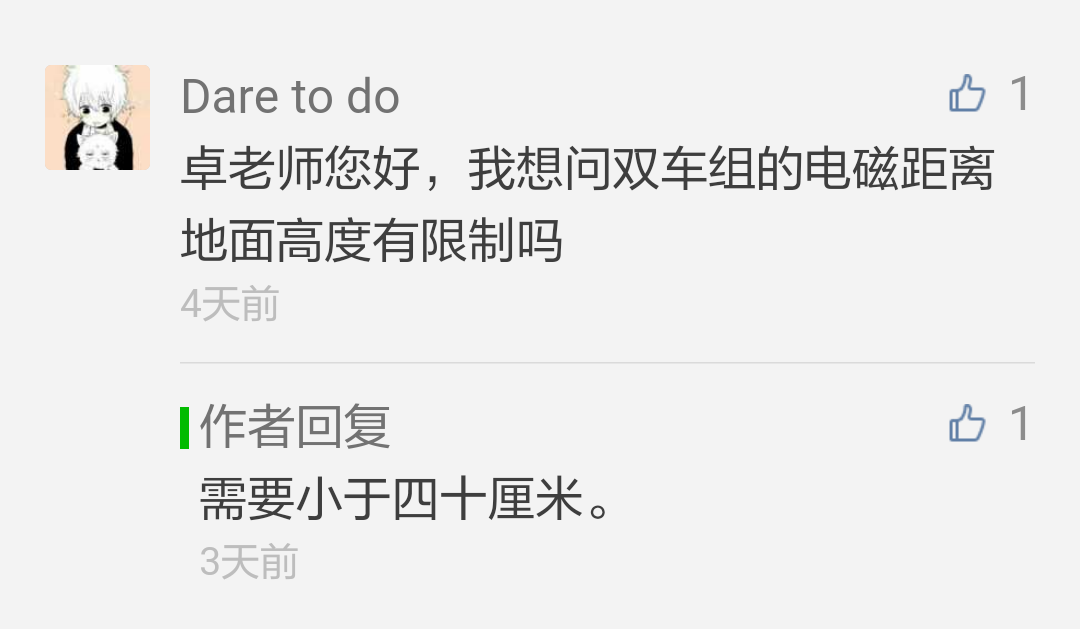 Dare to do
1
卓老师您好，我想问双车组的电磁距离
地面高度有限制吗
4天前
作者回复
1
需要小于四十厘米。
3天前